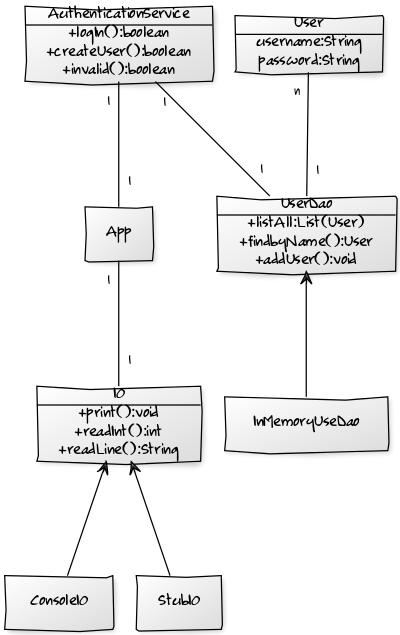 AuthenticationService
+logIn():boolean
+createUser():boolean
+invalid():boolean
User
username:String
password:String
1
1
n
1
1
1
UserDao
+listAll:List(User)
+findbyName():User
+addUser():void
App
1
1
IO
+print():void
+readInt():int
+readLine():String
InMemoryUseDao
ConsoleIO
StubIO